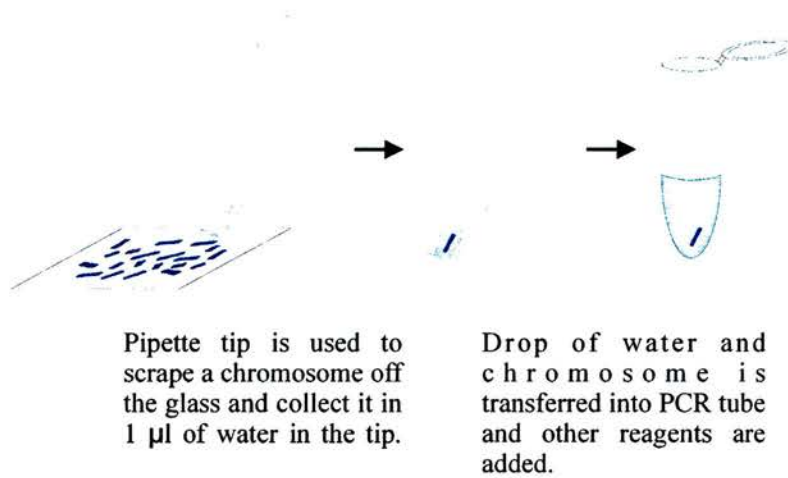 Pipette tip is used to
scrape a chromosome off
the glass and collect it in
1 µl of water in the tip.
Drop of water and
chromosome is
transferred into PCR tube
and other reagents are
added.